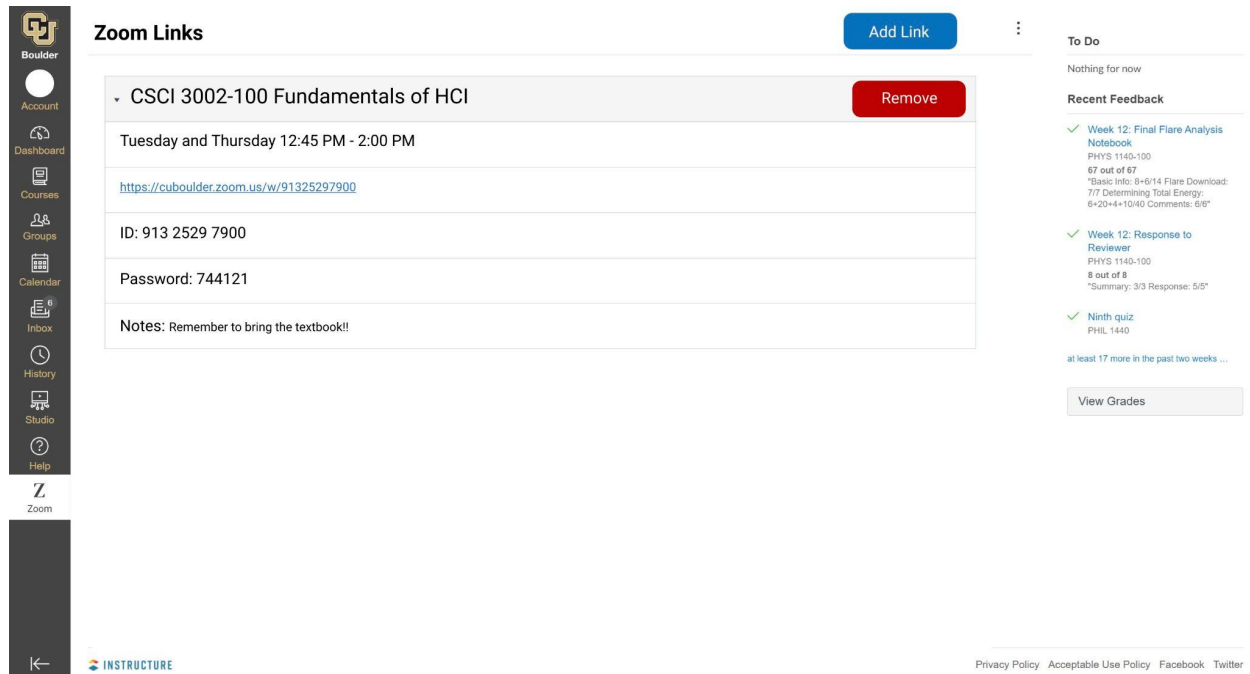 CU
Boulder
Account
Dashboard
Courses
Groups
Calendar
6
Inbox
History
Studio
Help
Z
Zoom
Zoom Links
Add Link
CSCI 3002-100 Fundamentals of HCI
Remove
Tuesday and Thursday 12:45 PM - 2:00 PM
https://cuboulder.zoom.us/w/91325297900
ID: 913 2529 7900
Password: 744121
Notes: Remember to bring the textbook!!
To Do
Nothing for now
Recent Feedback
Week 12: Final Flare Analysis
Notebook
PHYS 1140-100
67 out of 67
"Basic Info: 8+6/14 Flare Download:
7/7 Determining Total Energy:
6+20+4+10/40 Comments: 6/6"
Week 12: Response to
Reviewer
PHYS 1140-100
8 out of 8
"Summary: 3/3 Response: 5/5"
Ninth quiz
PHIL 1440
at least 17 more in the past two weeks ...
View Grades
INSTRUCTURE
Privacy Policy Acceptable Use Policy Facebook Twitter